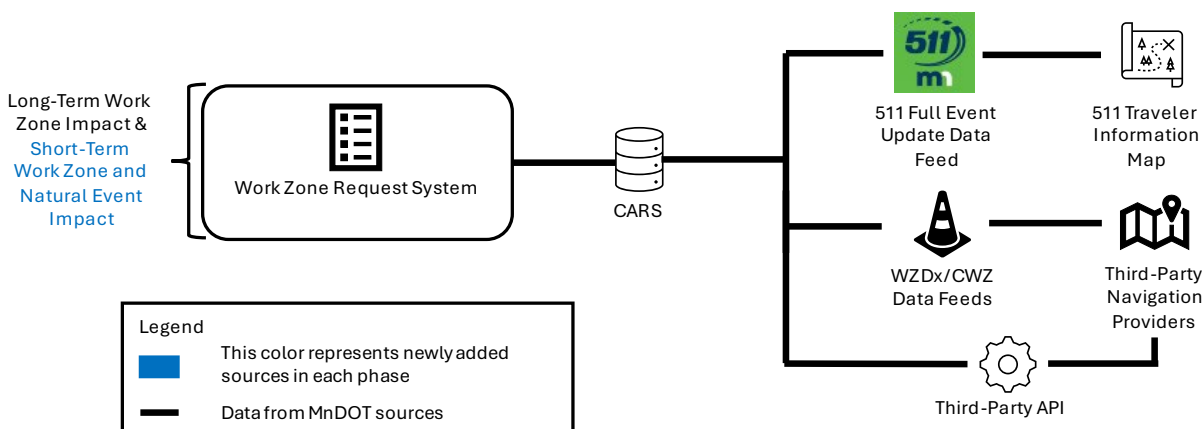 Long-Term Work
Zone Impact &
Short-Term
Work Zone and
Natural Event
Impact
Work Zone Request System
CARS
511
mn
511 Full Event
Update Data
Feed
511 Traveler
Information
Map
WZDx/CWZ
Data Feeds
Third-Party
Navigation
Providers
Third-Party API
Legend
This color represents newly added
sources in each phase
Data from MnDOT sources